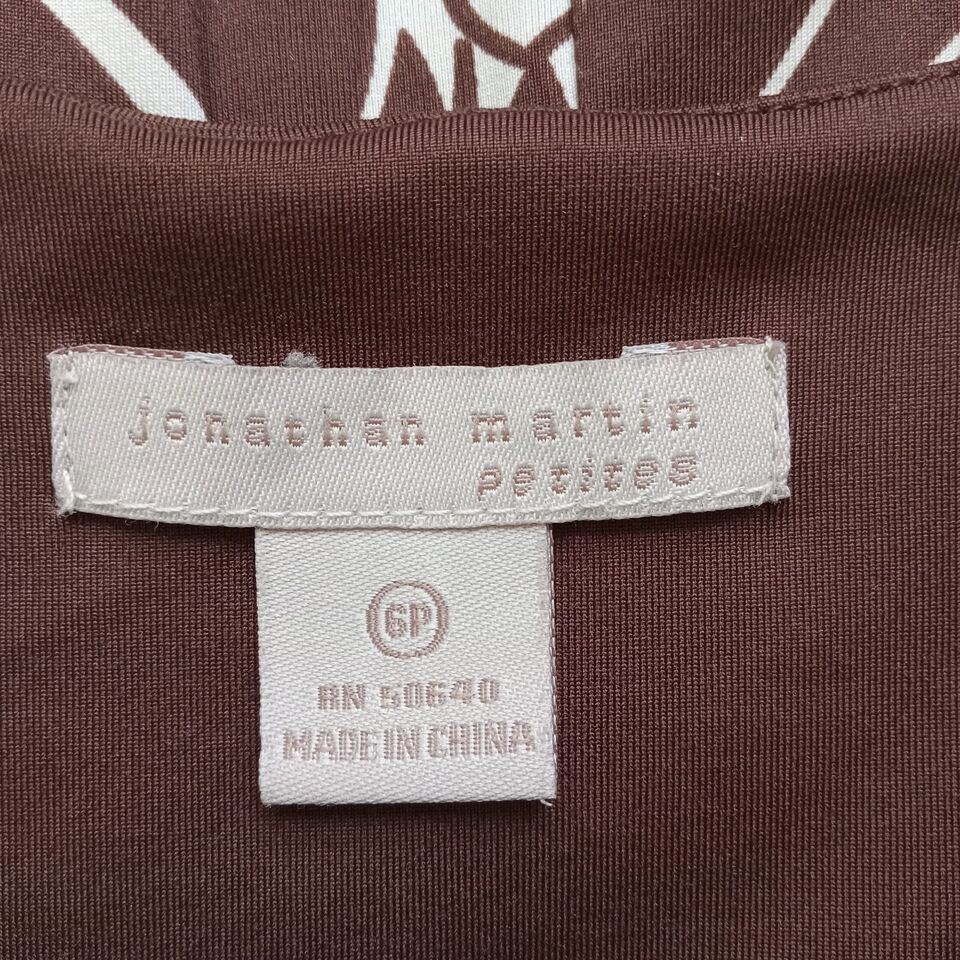 jonathan martin
petites
6P
RN 50640
MADE IN CHINA